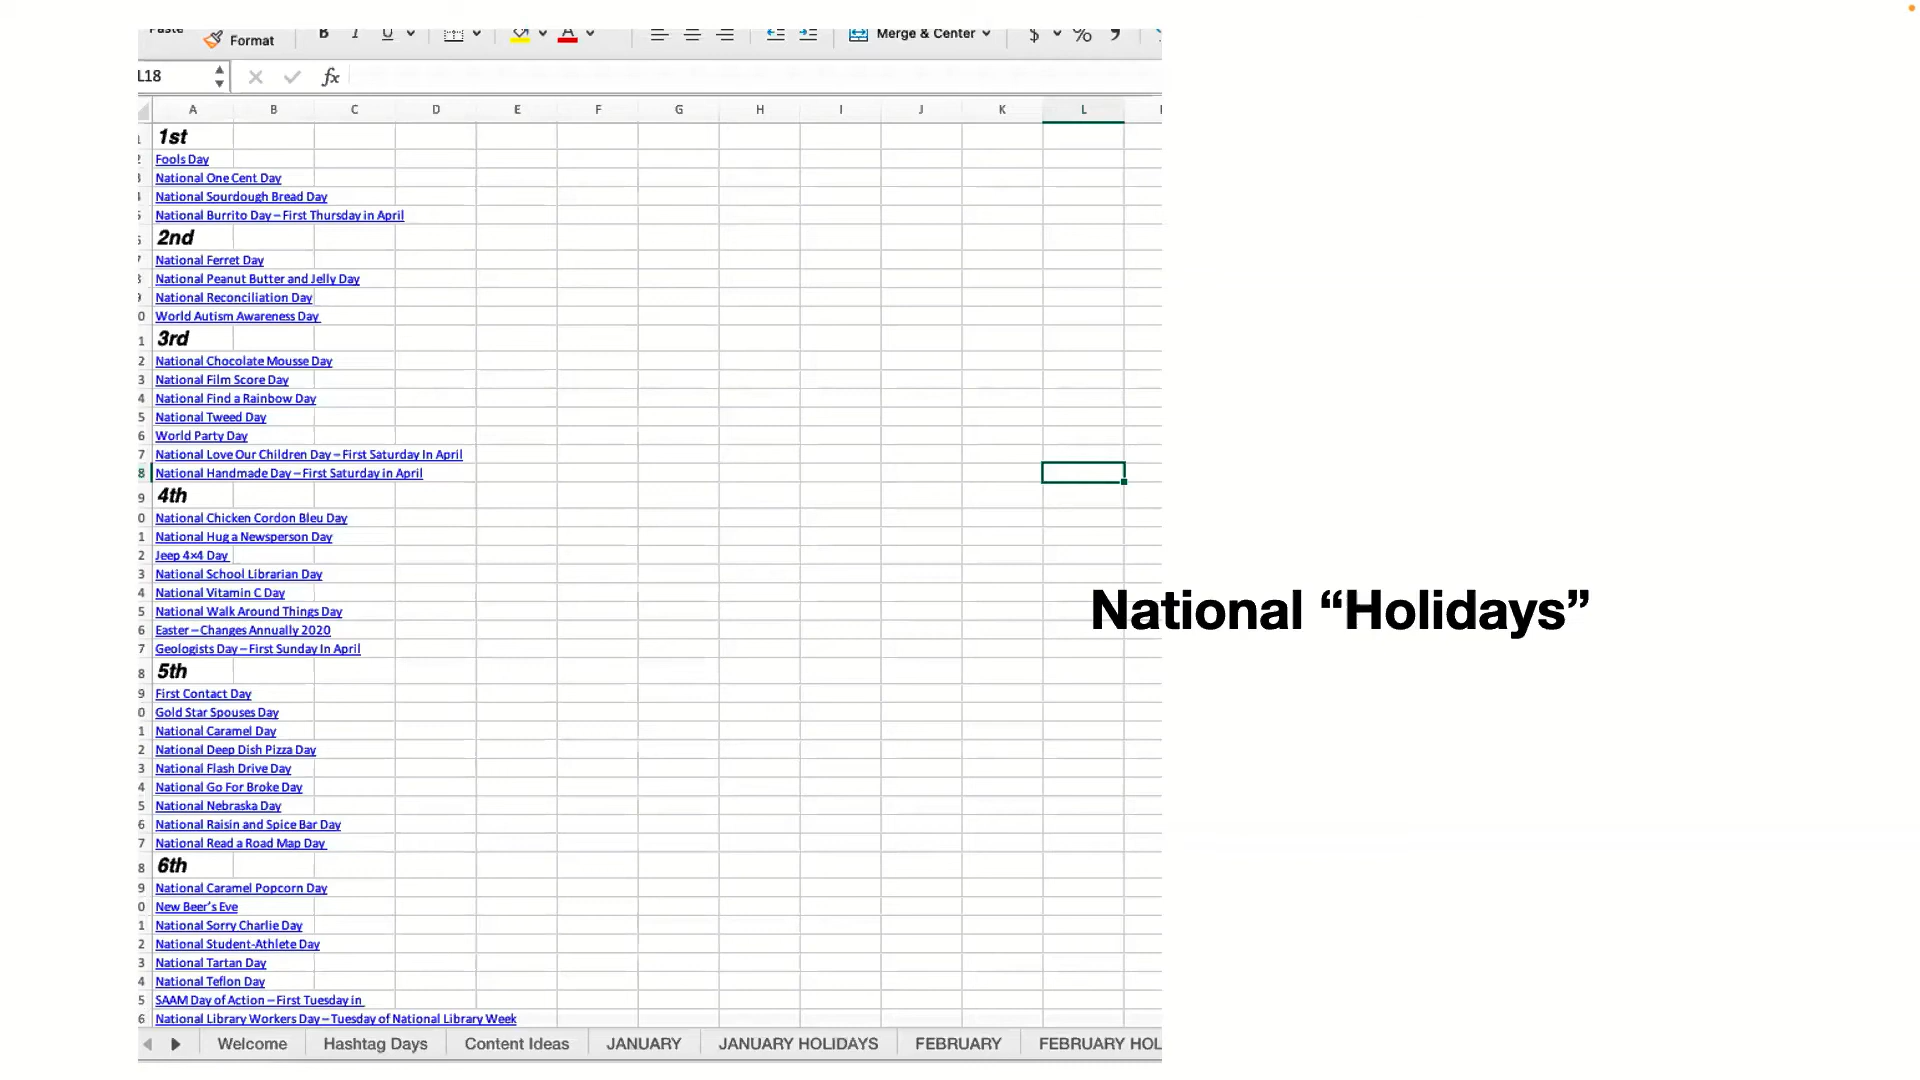 Paste
Format
B I U A Merge & Center $ % 9
L18 fx
A B C D E F G H I J K L
1st
Fools Day
National One Cent Day
National Sourdough Bread Day
National Burrito Day – First Thursday in April
2nd
National Ferret Day
National Peanut Butter and Jelly Day
National Reconciliation Day
World Autism Awareness Day
3rd
National Chocolate Mousse Day
National Film Score Day
National Find a Rainbow Day
National Tweed Day
World Party Day
National Love Our Children Day – First Saturday In April
National Handmade Day – First Saturday in April
4th
National Chicken Cordon Bleu Day
National Hug a Newsperson Day
Jeep 4×4 Day
National School Librarian Day
National Vitamin C Day
National Walk Around Things Day
Easter – Changes Annually 2020
Geologists Day – First Sunday In April
5th
First Contact Day
Gold Star Spouses Day
National Caramel Day
National Deep Dish Pizza Day
National Flash Drive Day
National Go For Broke Day
National Nebraska Day
National Raisin and Spice Bar Day
National Read a Road Map Day
6th
National Caramel Popcorn Day
New Beer’s Eve
National Sorry Charlie Day
National Student-Athlete Day
National Tartan Day
National Teflon Day
SAAM Day of Action – First Tuesday in
National Library Workers Day – Tuesday of National Library Week
Welcome Hashtag Days Content Ideas JANUARY JANUARY HOLIDAYS FEBRUARY FEBRUARY HOL
National “Holidays”